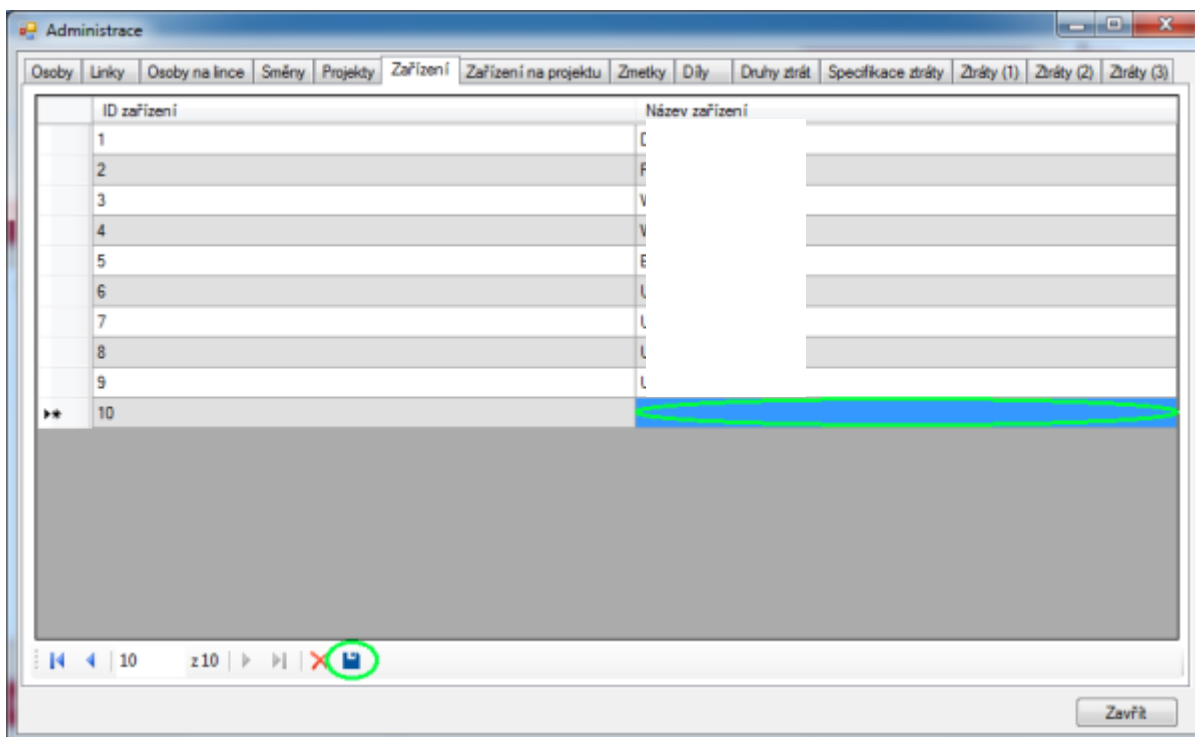 Administrace
Osoby Linky Osoby na lince Směny Projekty Zařízení Zařízení na projektu Zmetky Díly Druhy ztrát Specifikace ztráty Ztráty (1) Ztráty (2) Ztráty (3)
ID zařízení Název zařízení
1
2
3
4
5
6
7
8
9
10
10 z 10
Zavřít